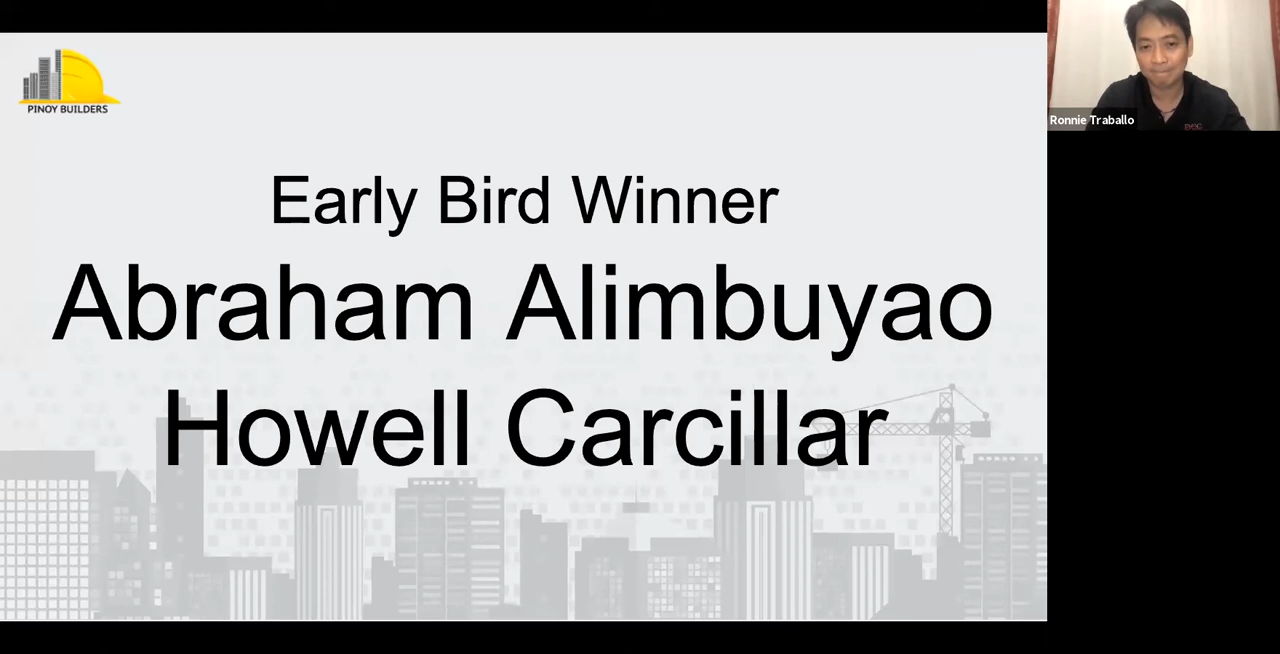 PINOY BUILDERS
Early Bird Winner
Abraham Alimbuyao
Howell Carcillar
Ronnie Traballo